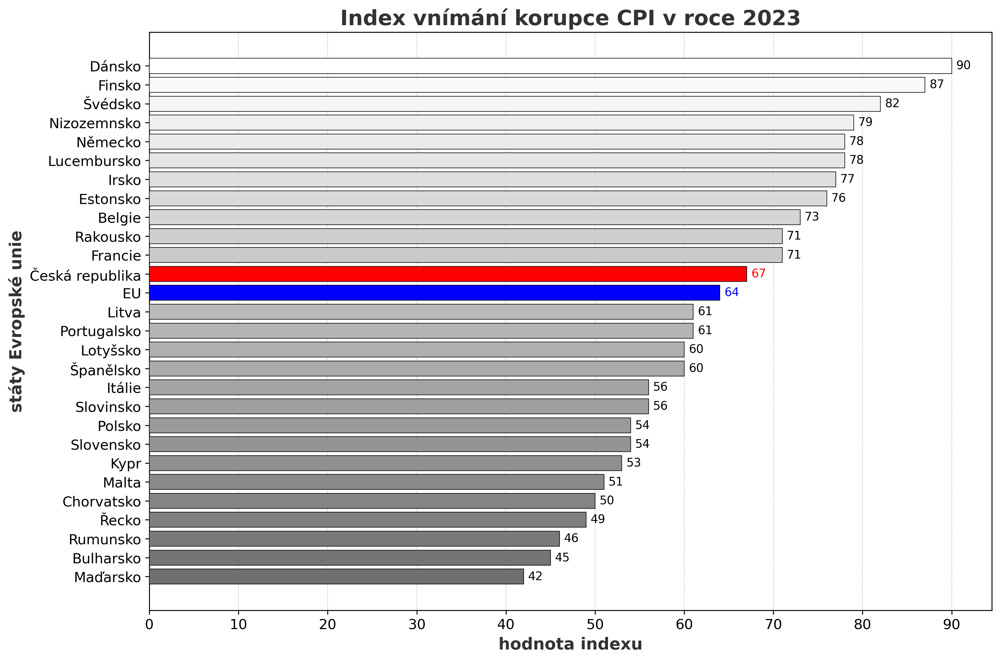 Index vnímání korupce CPI v roce 2023
státy Evropské unie
Dánsko 90
Finsko 87
Švédsko 82
Nizozemnsko 79
Německo 78
Lucembursko 78
Irsko 77
Estonsko 76
Belgie 73
Rakousko 71
Francie 71
Česká republika 67
EU 64
Litva 61
Portugalsko 61
Lotyšsko 60
Španělsko 60
Itálie 56
Slovinsko 56
Polsko 54
Slovensko 54
Kypr 53
Malta 51
Chorvatsko 50
Řecko 49
Rumunsko 46
Bulharsko 45
Maďarsko 42
0 10 20 30 40 50 60 70 80 90
hodnota indexu